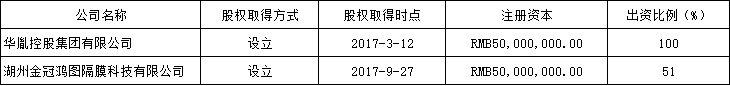 公司名称 股权取得方式 股权取得时点 注册资本 出资比例（%）
华胤控股集团有限公司 设立 2017-3-12 RMB50,000,000.00 100
湖州金冠鸿图隔膜科技有限公司 设立 2017-9-27 RMB50,000,000.00 51